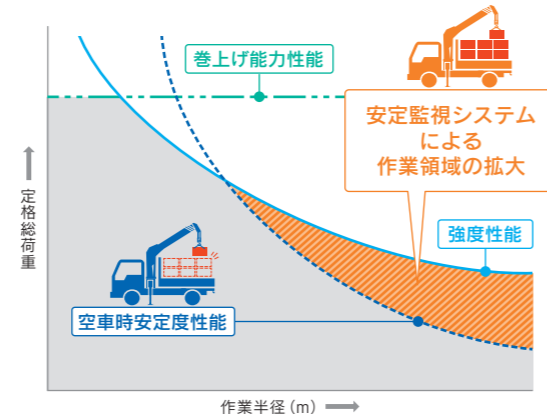 巻上げ能力性能
安定監視システム
による
作業領域の拡大
定格総荷重
強度性能
空車時安定度性能
作業半径(m)